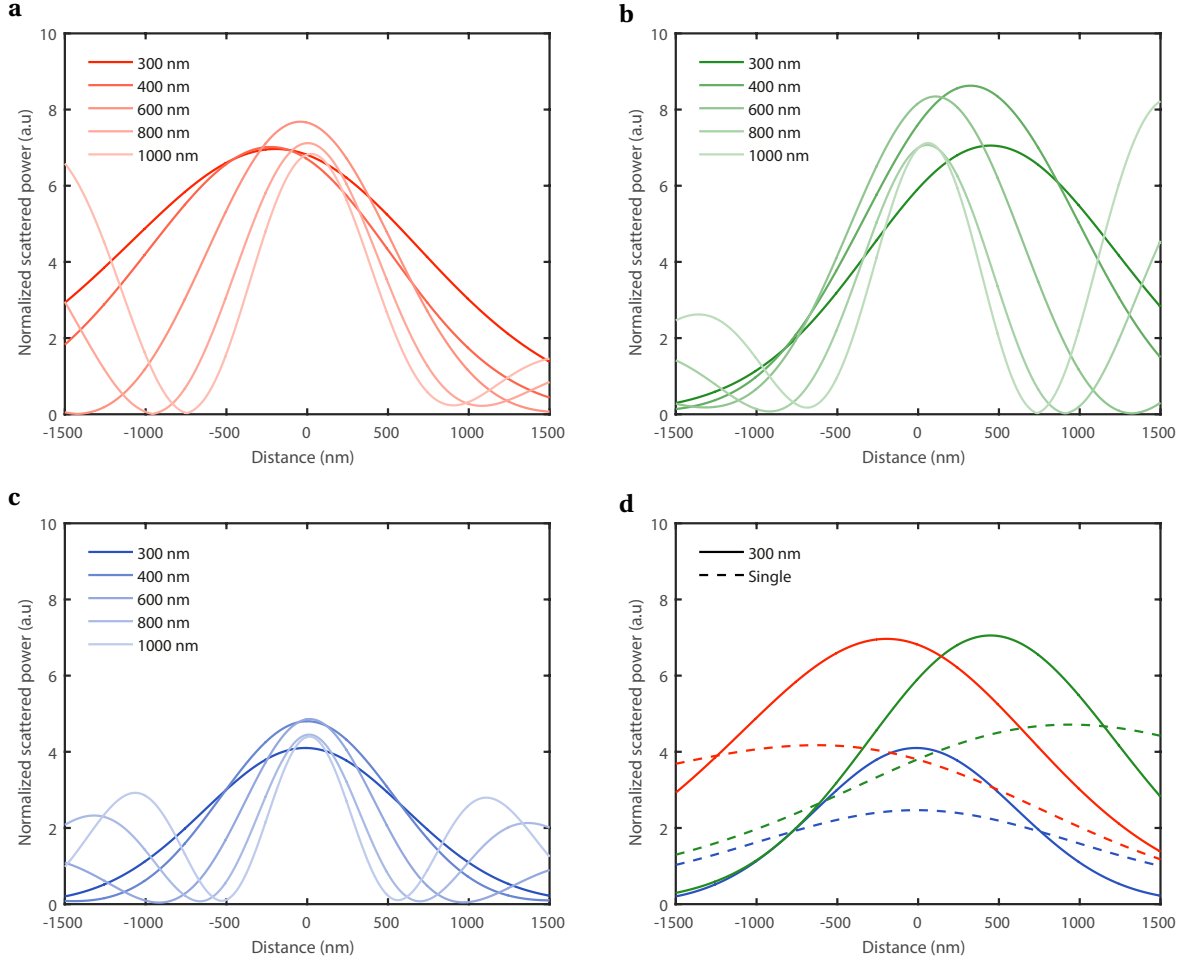 a
10
8
6
4
2
0
Normalized scattered power (a.u)
300 nm
400 nm
600 nm
800 nm
1000 nm
-1500 -1000 -500 0 500 1000 1500
Distance (nm)
b
10
8
6
4
2
0
Normalized scattered power (a.u)
300 nm
400 nm
600 nm
800 nm
1000 nm
-1500 -1000 -500 0 500 1000 1500
Distance (nm)
c
10
8
6
4
2
0
Normalized scattered power (a.u)
300 nm
400 nm
600 nm
800 nm
1000 nm
-1500 -1000 -500 0 500 1000 1500
Distance (nm)
d
10
8
6
4
2
0
Normalized scattered power (a.u)
300 nm
Single
-1500 -1000 -500 0 500 1000 1500
Distance (nm)